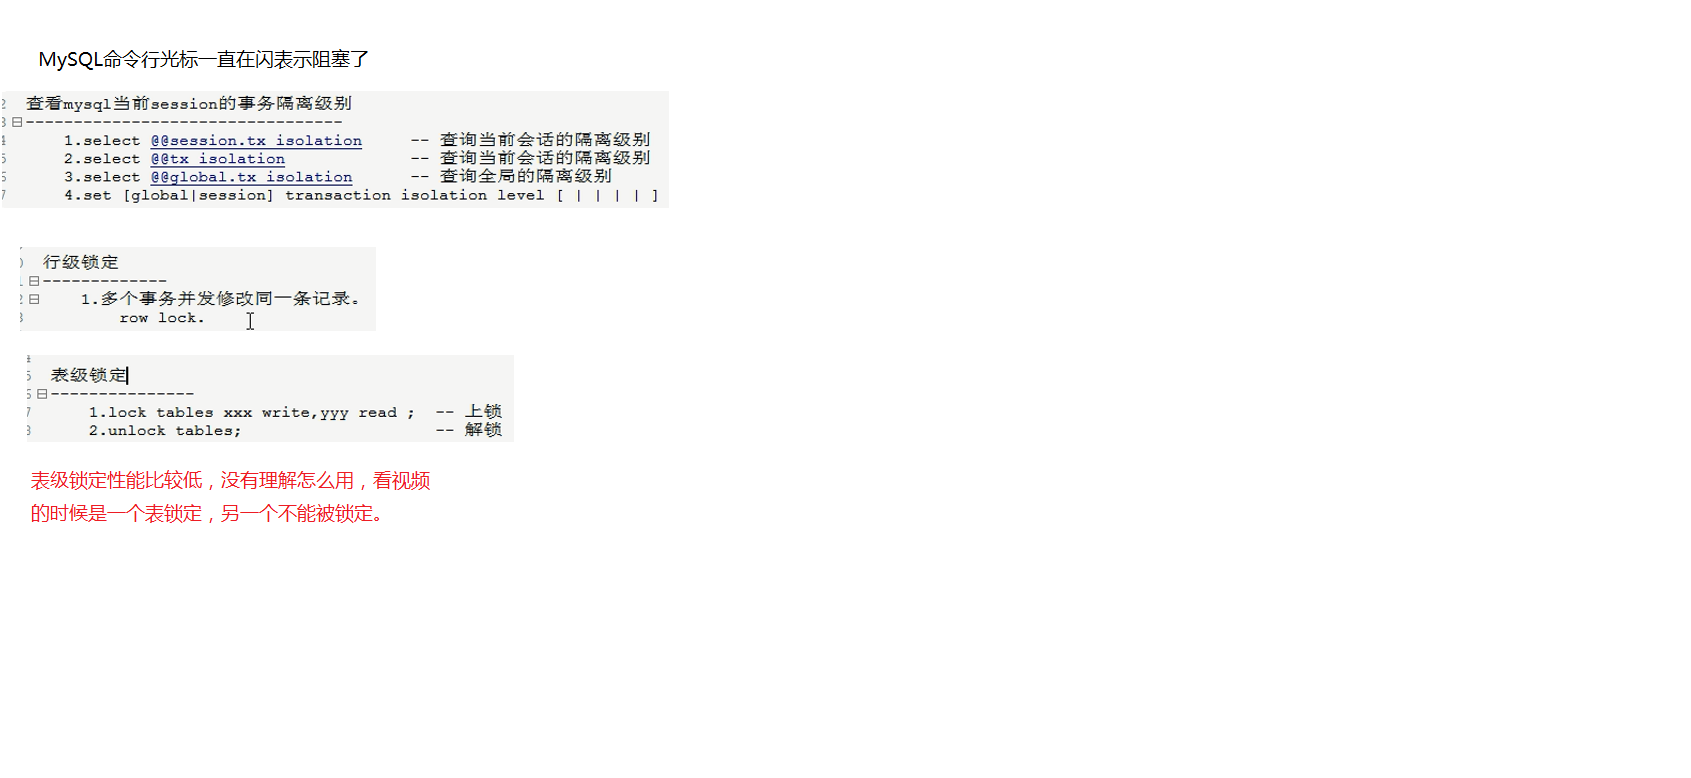 MySQL命令行光标一直在闪表示阻塞了
查看mysql当前session的事务隔离级别
--------------------------------
1.select @@session.tx_isolation -- 查询当前会话的隔离级别
2.select @@tx_isolation -- 查询当前会话的隔离级别
3.select @@global.tx_isolation -- 查询全局的隔离级别
4.set [global|session] transaction isolation level [ | | | | | ]
行级锁定
-------------
1.多个事务并发修改同一条记录。
row lock.
表级锁定
---------------
1.lock tables xxx write,yyy read ; -- 上锁
2.unlock tables; -- 解锁
表级锁定性能比较低，没有理解怎么用，看视频
的时候是一个表锁定，另一个不能被锁定。